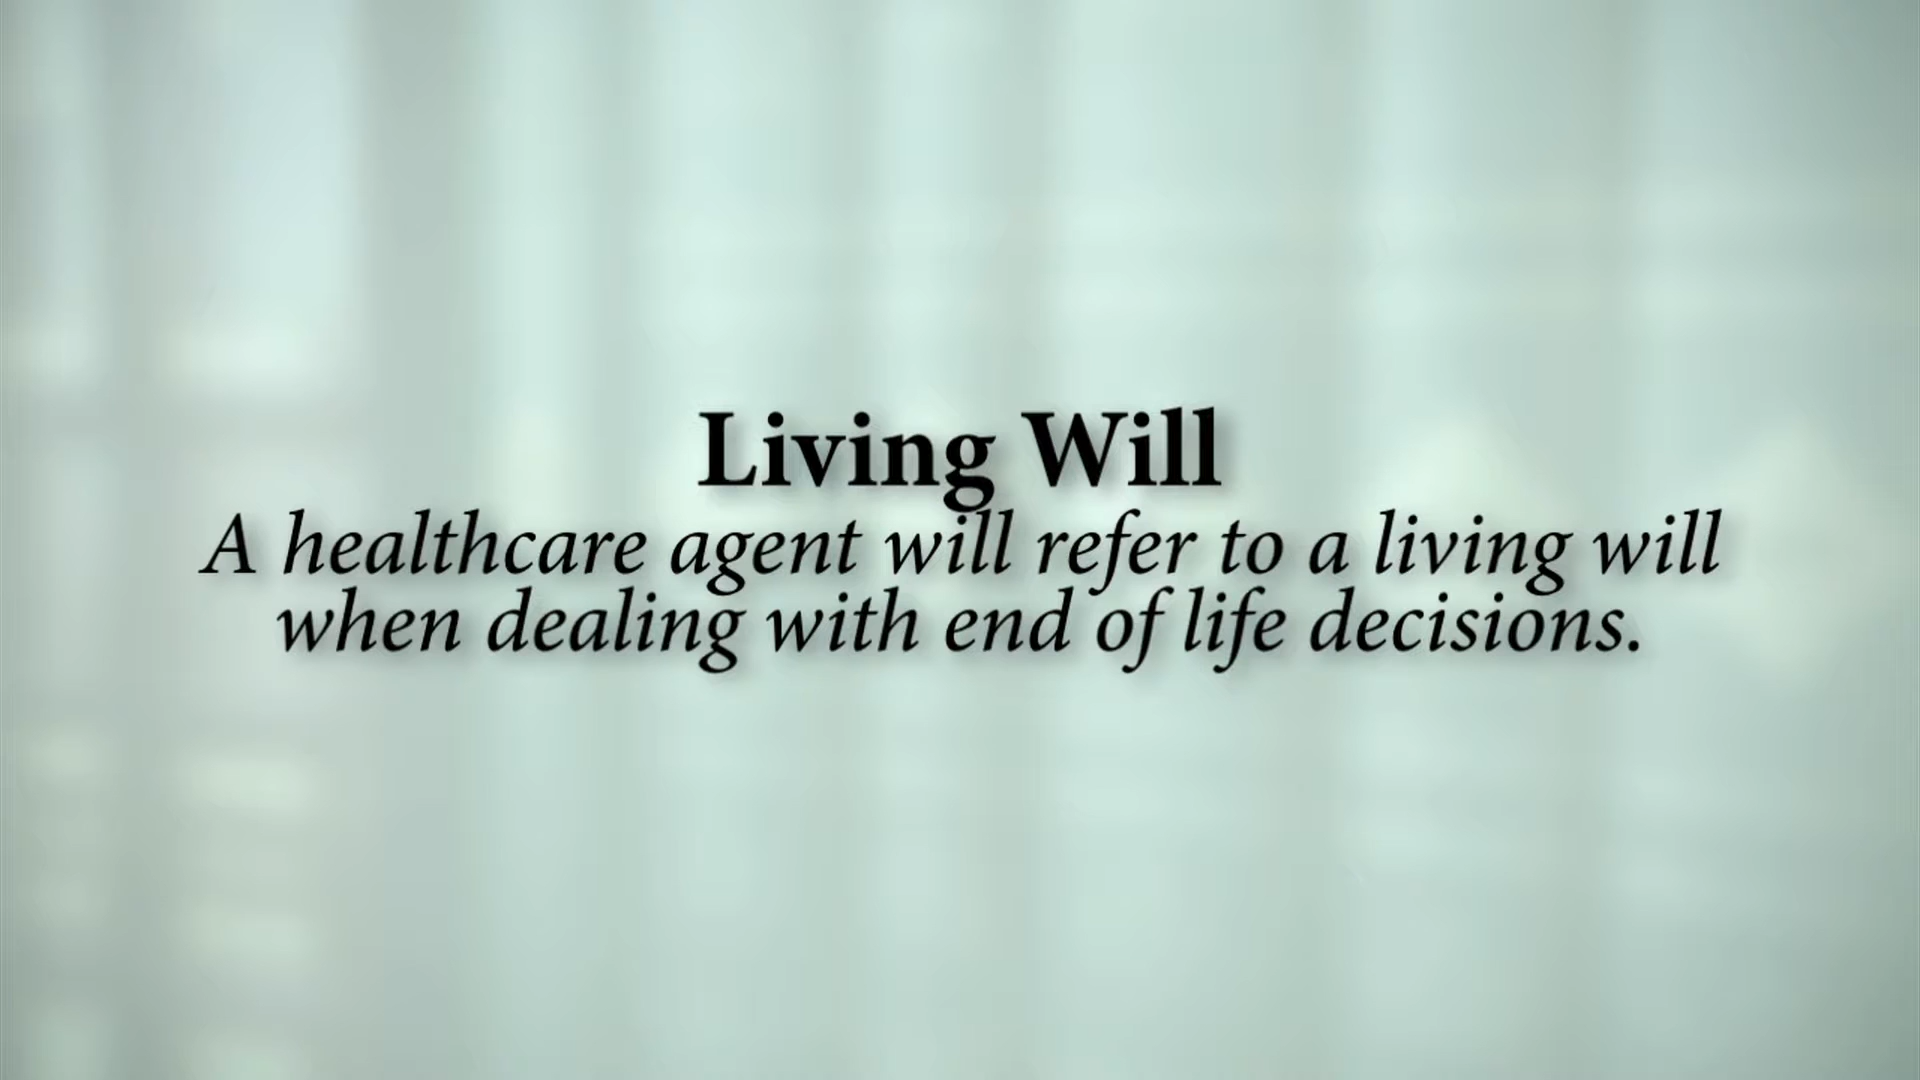 Living Will
A healthcare agent will refer to a living will
when dealing with end of life decisions.